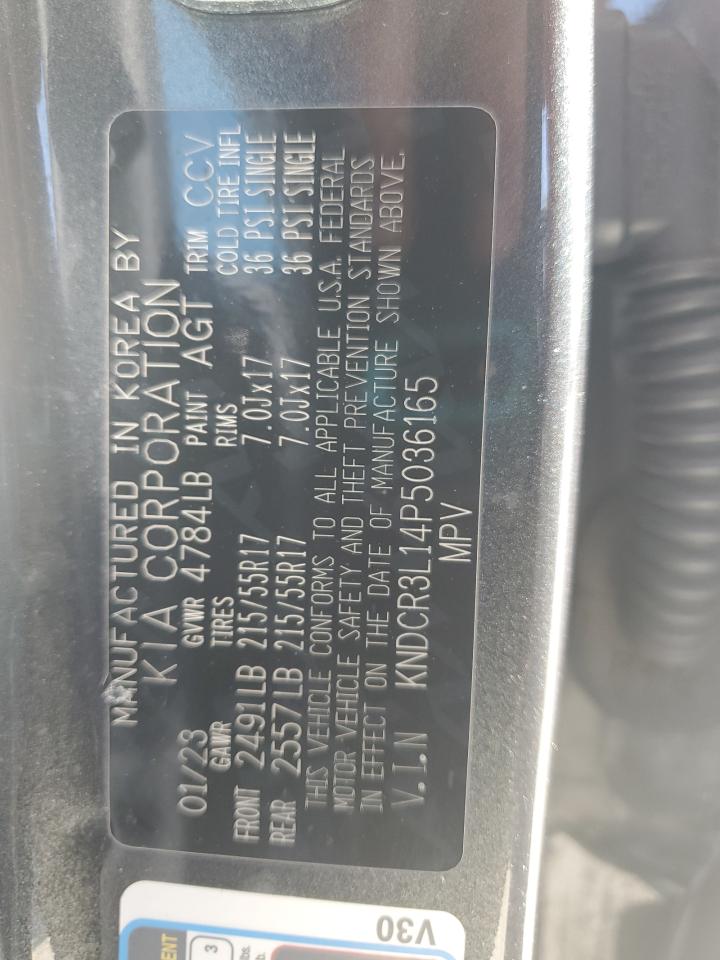 MANUFACTURED IN KOREA BY
KIA CORPORATION
01/23 GVWR 4784LB PAINT AGT TRIM CCV
GAWR TIRES RIMS COLD TIRE INFL
FRONT 2491LB 215/55R17 7.0Jx17 36 PSI SINGLE
REAR 2557LB 215/55R17 7.0Jx17 36 PSI SINGLE
THIS VEHICLE CONFORMS TO ALL APPLICABLE U.S.A. FEDERAL
MOTOR VEHICLE SAFETY AND THEFT PREVENTION STANDARDS
IN EFFECT ON THE DATE OF MANUFACTURE SHOWN ABOVE.
V.I.N KNDCR3L14P5036165
MPV
V30
3
lbs.